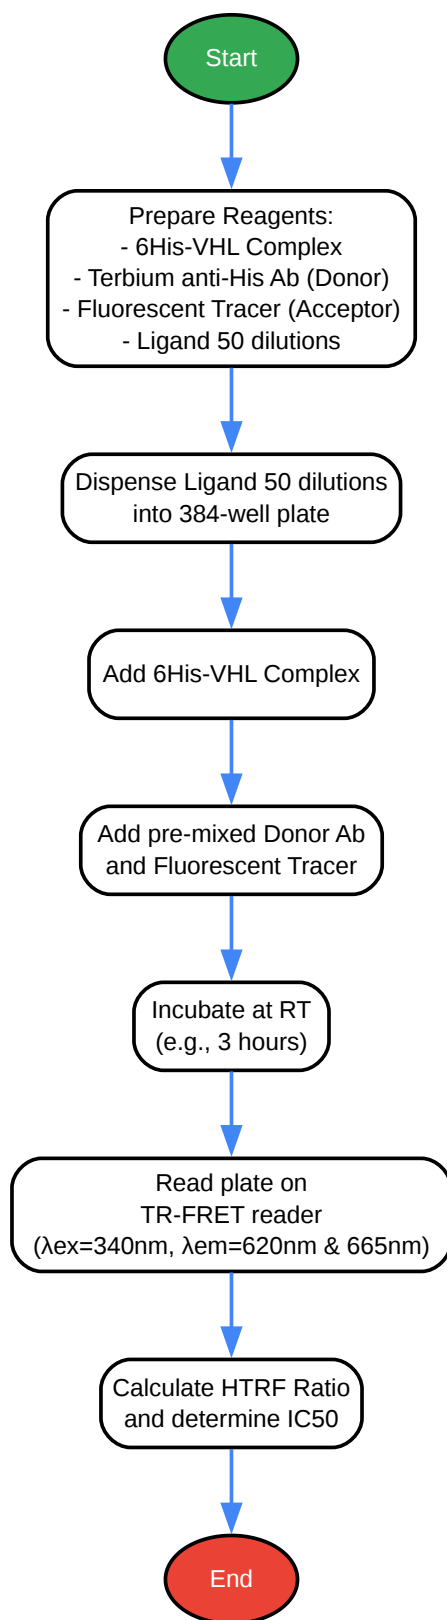 Start
Prepare Reagents:
- 6His-VHL Complex
- Terbium anti-His Ab (Donor)
- Fluorescent Tracer (Acceptor)
- Ligand 50 dilutions
Dispense Ligand 50 dilutions
into 384-well plate
Add 6His-VHL Complex
Add pre-mixed Donor Ab
and Fluorescent Tracer
Incubate at RT
(e.g., 3 hours)
Read plate on
TR-FRET reader
(λex=340nm, λem=620nm & 665nm)
Calculate HTRF Ratio
and determine IC50
End